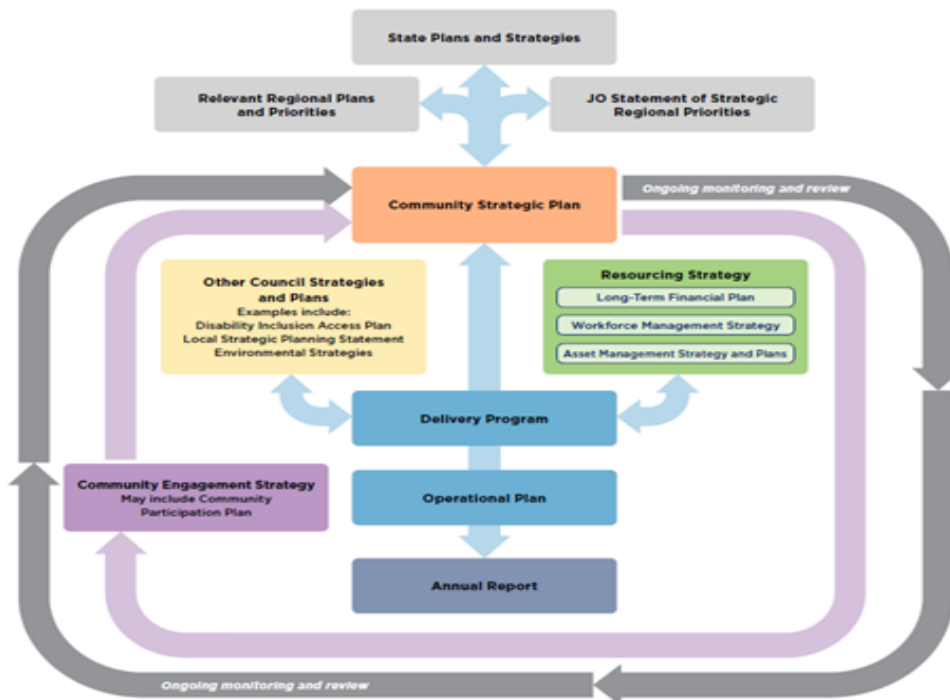 State Plans and Strategies
Relevant Regional Plans
and Priorities
JO Statement of Strategic
Regional Priorities
Community Strategic Plan
Ongoing monitoring and review
Other Council Strategies
and Plans
Examples include:
Disability Inclusion Access Plan
Local Strategic Planning Statement
Environmental Strategies
Resourcing Strategy
Long-Term Financial Plan
Workforce Management Strategy
Asset Management Strategy and Plans
Delivery Program
Community Engagement Strategy
May include Community
Participation Plan
Operational Plan
Annual Report
Ongoing monitoring and review